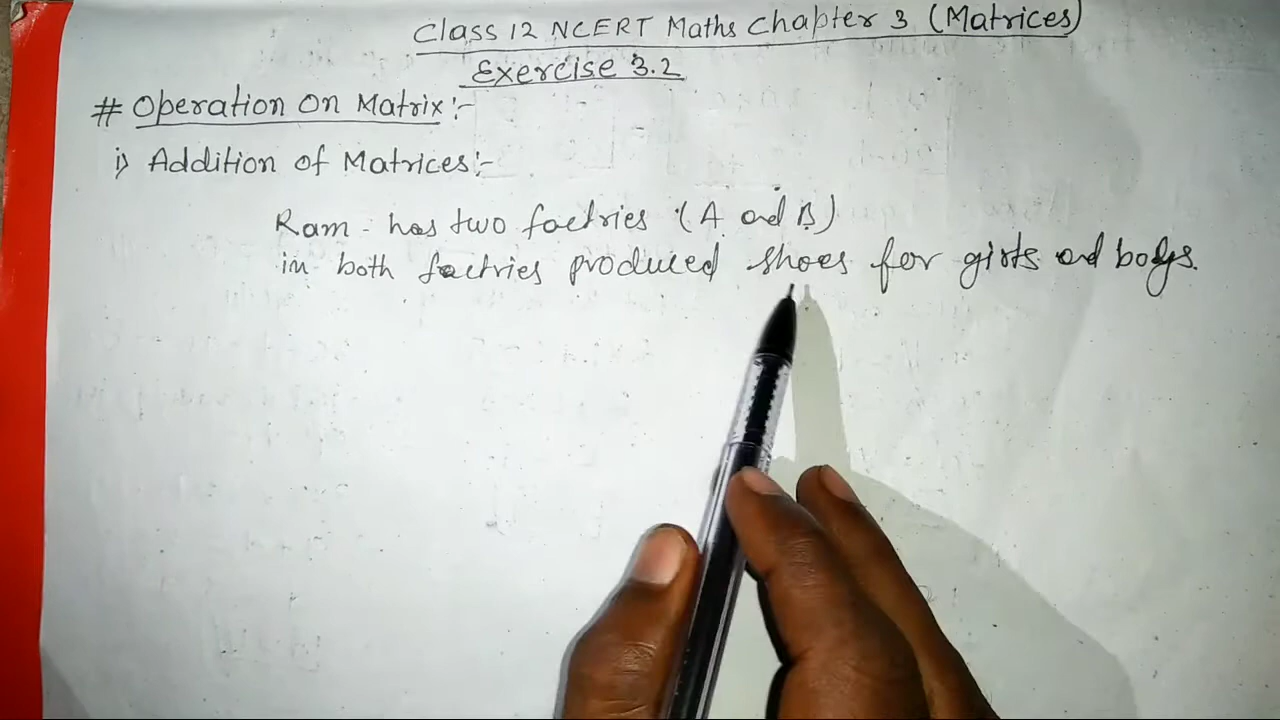 Class 12 NCERT Maths Chapter 3 (Matrices)
Exercise 3.2
# Operation On Matrix :-
i) Addition of Matrices :-
Ram - has two factries (A and B)
in both factries produced shoes for girls and boys.